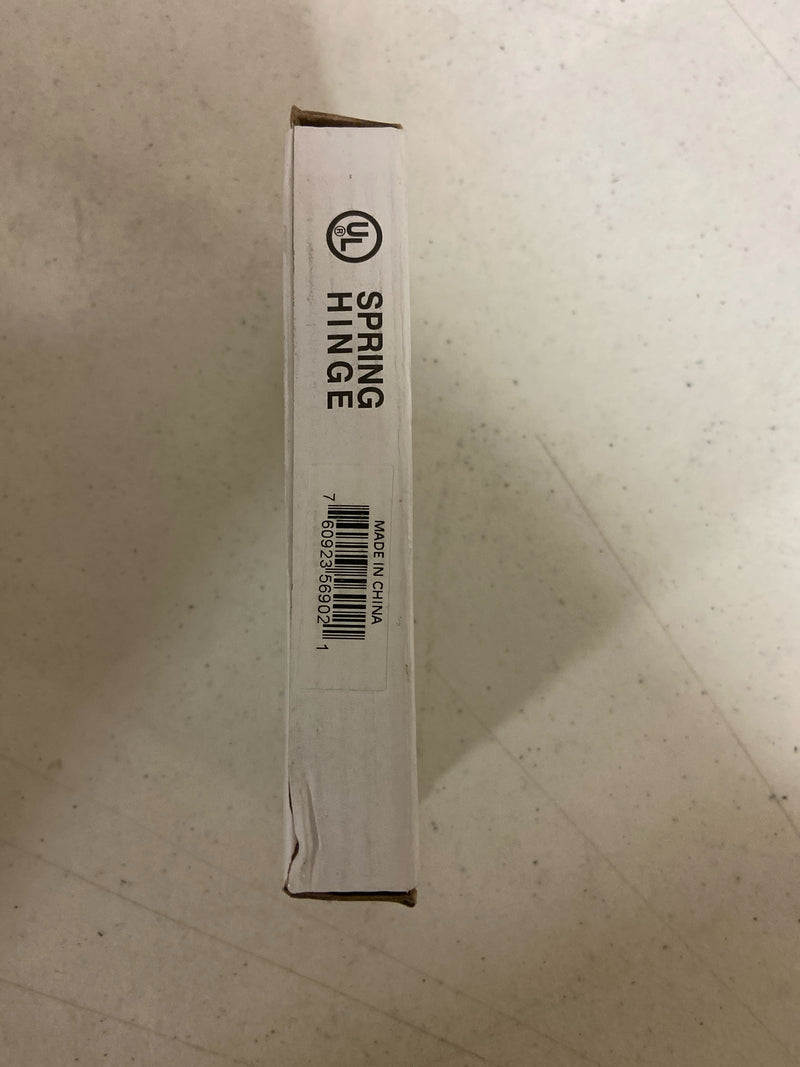 UL®
SPRING
HINGE
MADE IN CHINA
7 60923 56902 1